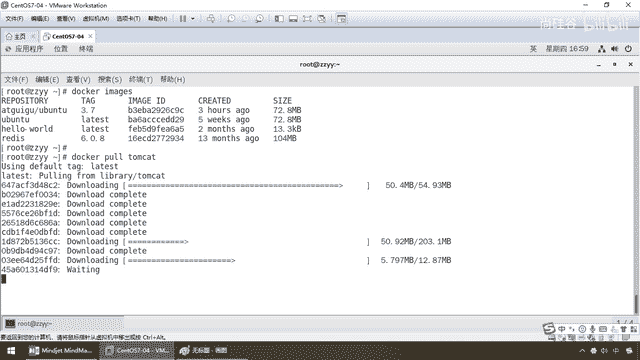 CentOS7-04 - VMware Workstation
文件(F) 编辑(E) 查看(V) 虚拟机(M) 选项卡(T) 帮助(H)
主页 CentOS7-04
尚硅谷 bilibili
应用程序 位置 终端 英 星期四 16:59
root@zzyy:~
文件(F) 编辑(E) 查看(V) 搜索(S) 终端(T) 帮助(H)
[root@zzyy ~]# docker images
REPOSITORY TAG IMAGE ID CREATED SIZE
atguigu/ubuntu 3.7 b3eba2926c9c 3 hours ago 72.8MB
ubuntu latest ba6acccedd29 5 weeks ago 72.8MB
hello-world latest feb5d9fea6a5 2 months ago 13.3kB
redis 6.0.8 16ecd2772934 13 months ago 104MB
[root@zzyy ~]#
[root@zzyy ~]# docker pull tomcat
Using default tag: latest
latest: Pulling from library/tomcat
647acf3d48c2: Downloading [===========================================> ] 50.4MB/54.93MB
b02967ef0034: Download complete
e1ad2231829e: Download complete
5576ce26bf1d: Download complete
26518d6c686a: Download complete
cdb1f4e0dbfd: Download complete
1d872b5136cc: Downloading [============> ] 50.92MB/203.1MB
0b9db4d94c97: Download complete
03ee64d25ffd: Downloading [======================> ] 5.797MB/12.87MB
45a601314df9: Waiting
root@zzyy:~ 1 / 4
要返回到您的计算机，请将鼠标指针从虚拟机中移出或按 Ctrl+Alt。
Mindjet MindMa... CentOS7-04 - VM... 无标题 - 画图 16:59